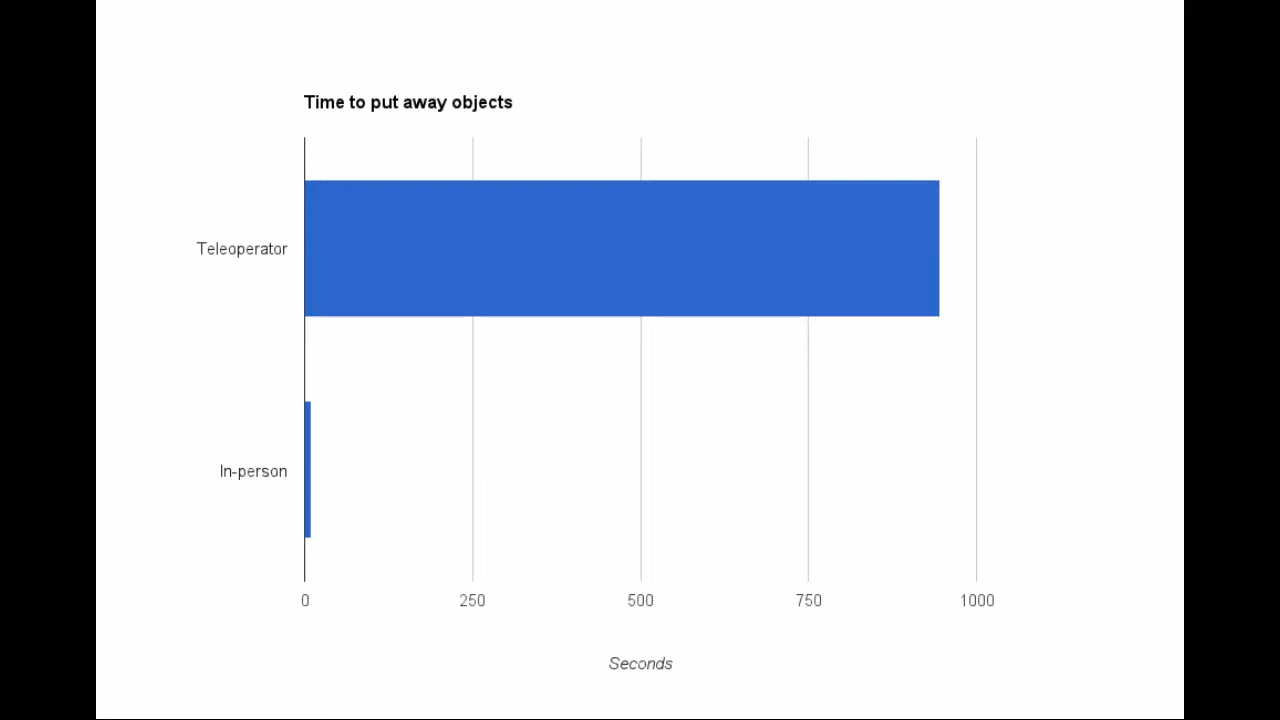 Time to put away objects
Teleoperator
In-person
0 250 500 750 1000
Seconds